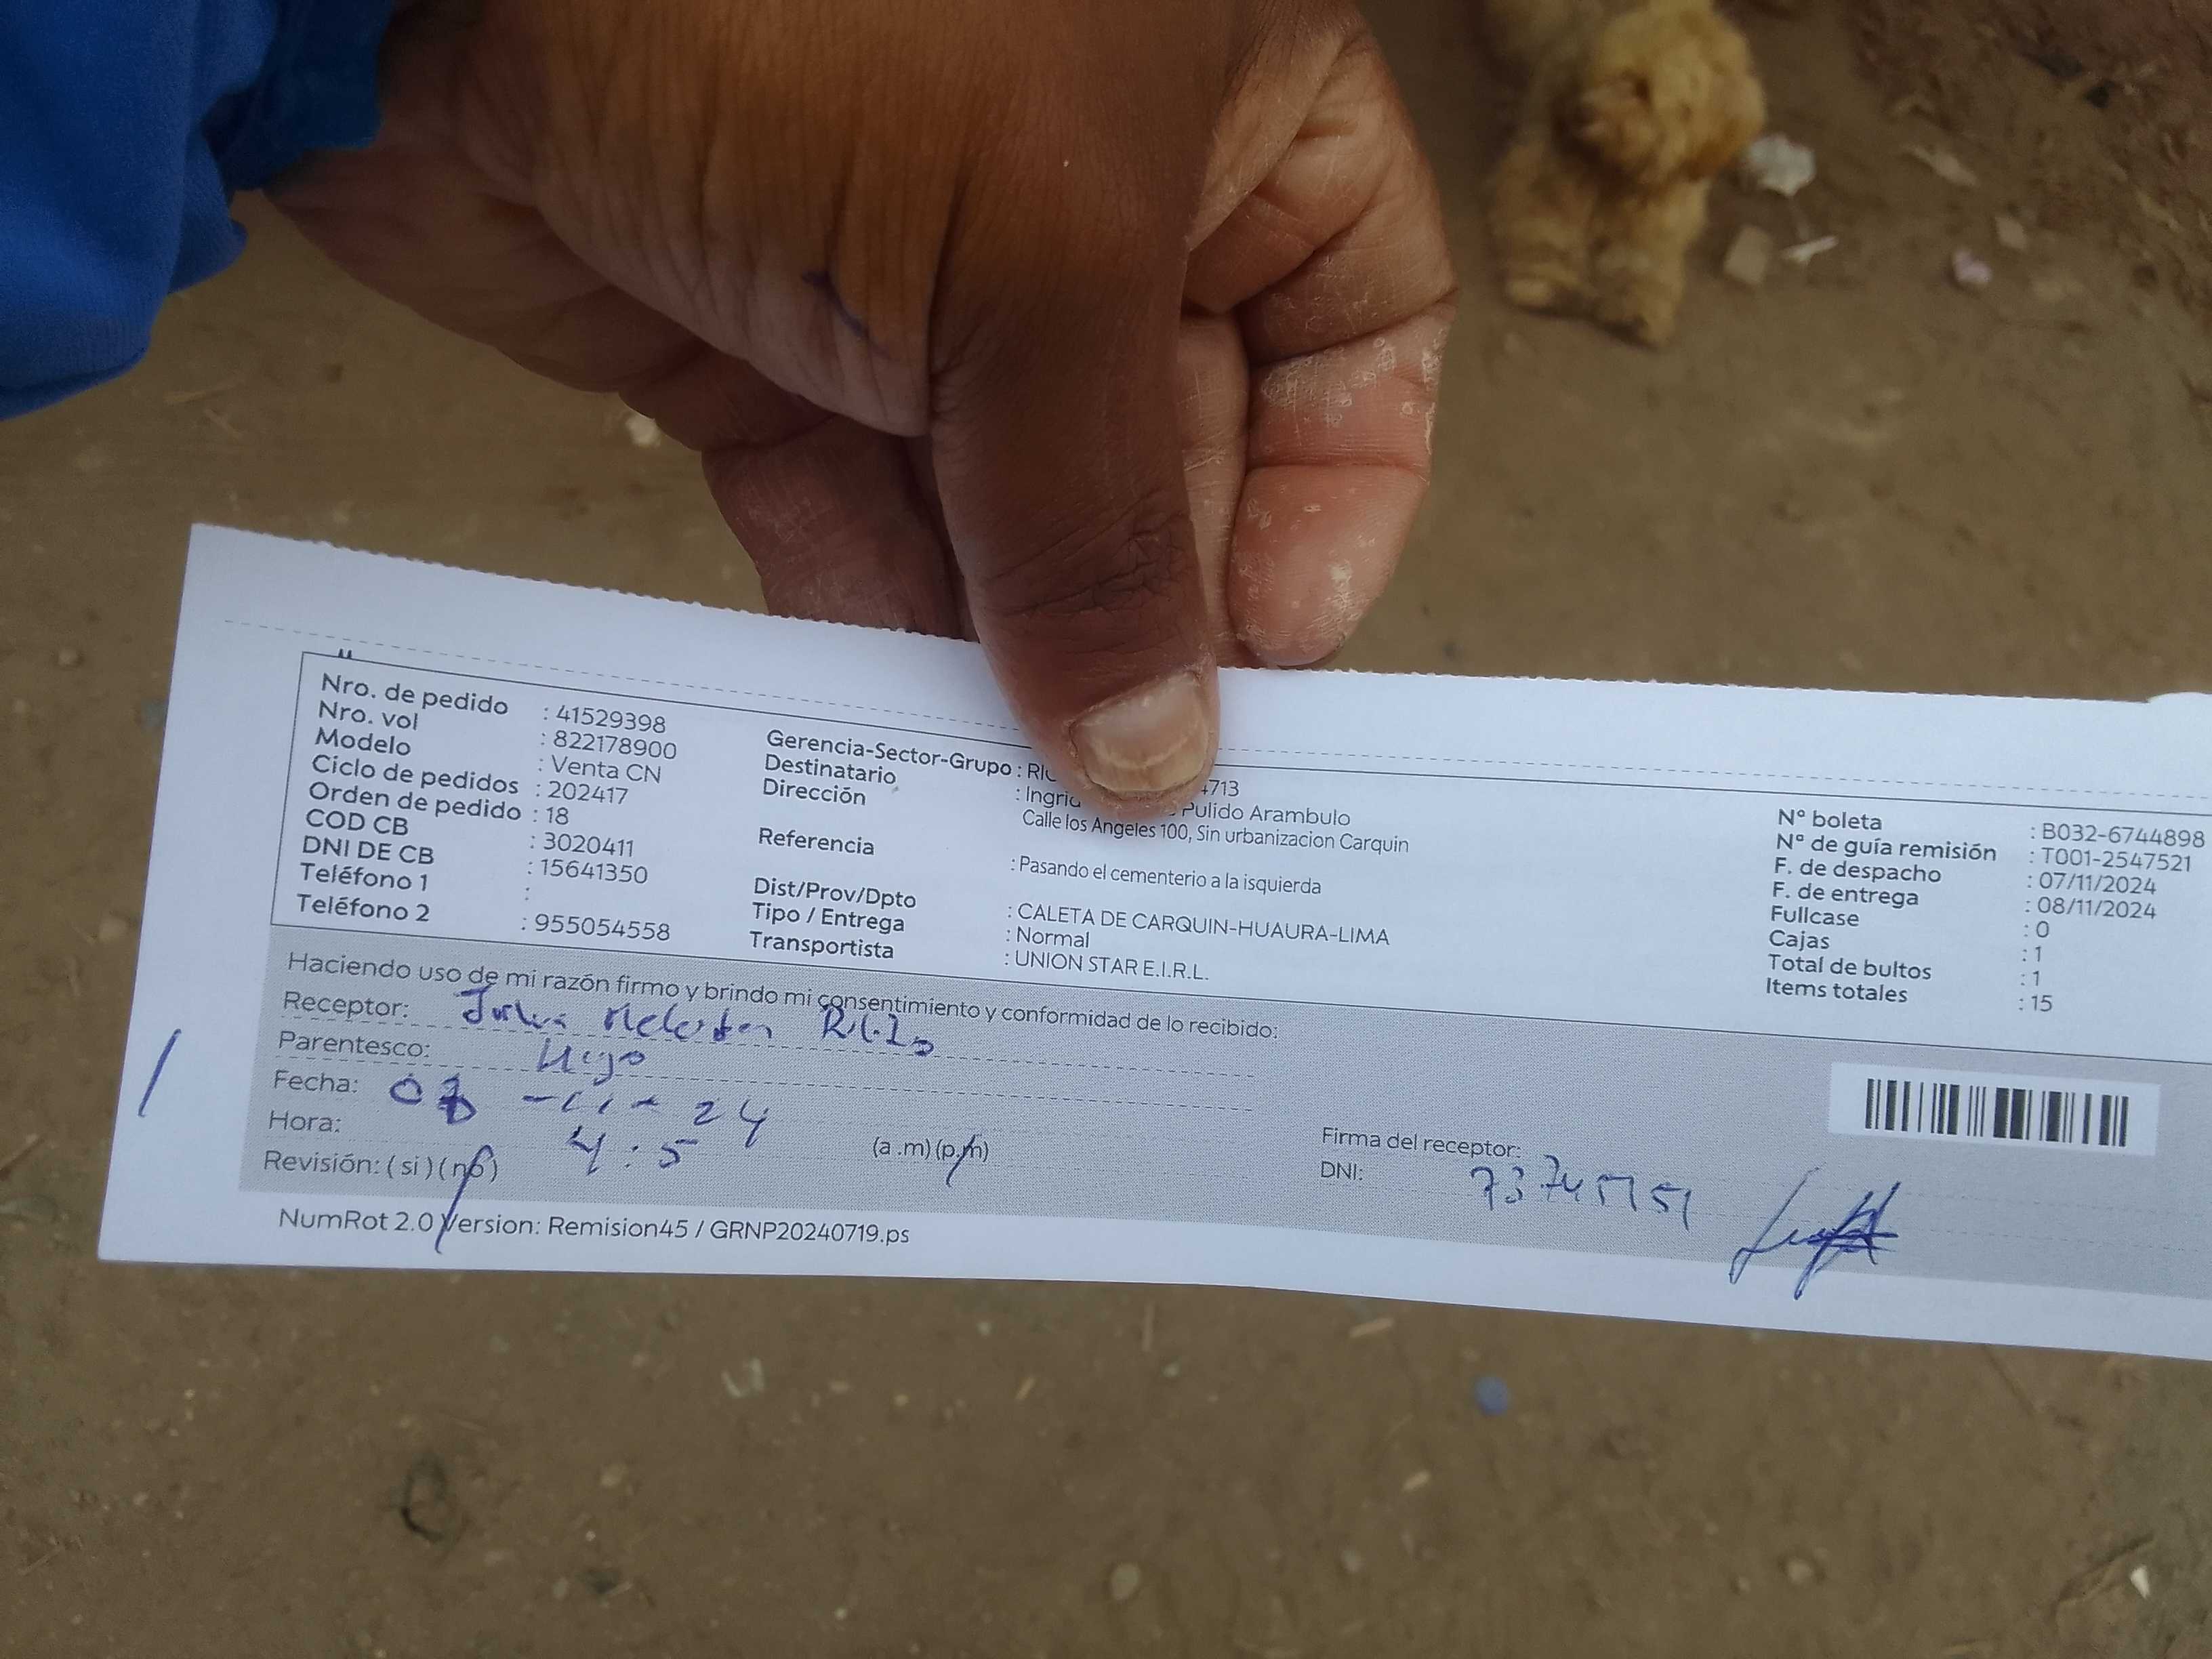 Nro. de pedido : 41529398
Nro. vol : 822178900
Modelo : Venta CN
Ciclo de pedidos : 202417
Orden de pedido : 18
COD CB : 3020411
DNI DE CB : 15641350
Teléfono 1 :
Teléfono 2 : 955054558
Gerencia-Sector-Grupo : 4713
Destinatario : Pulido Arambulo
Dirección : Calle los Angeles 100, Sin urbanizacion Carquin
Referencia : Pasando el cementerio a la isquierda
Dist/Prov/Dpto : CALETA DE CARQUIN-HUAURA-LIMA
Tipo / Entrega : Normal
Transportista : UNION STAR E.I.R.L.
N° boleta : B032-6744898
N° de guía remisión : T001-2547521
F. de despacho : 07/11/2024
F. de entrega : 08/11/2024
Fullcase : 0
Cajas : 1
Total de bultos : 1
Items totales : 15
Haciendo uso de mi razón firmo y brindo mi consentimiento y conformidad de lo recibido:
Receptor:
Parentesco: Hijo
Fecha: 08-11-24
Hora: 4:5 (a.m)(p.m)
Revisión: (si)(no)
Firma del receptor:
DNI:
NumRot 2.0 Version: Remision45 / GRNP20240719.ps